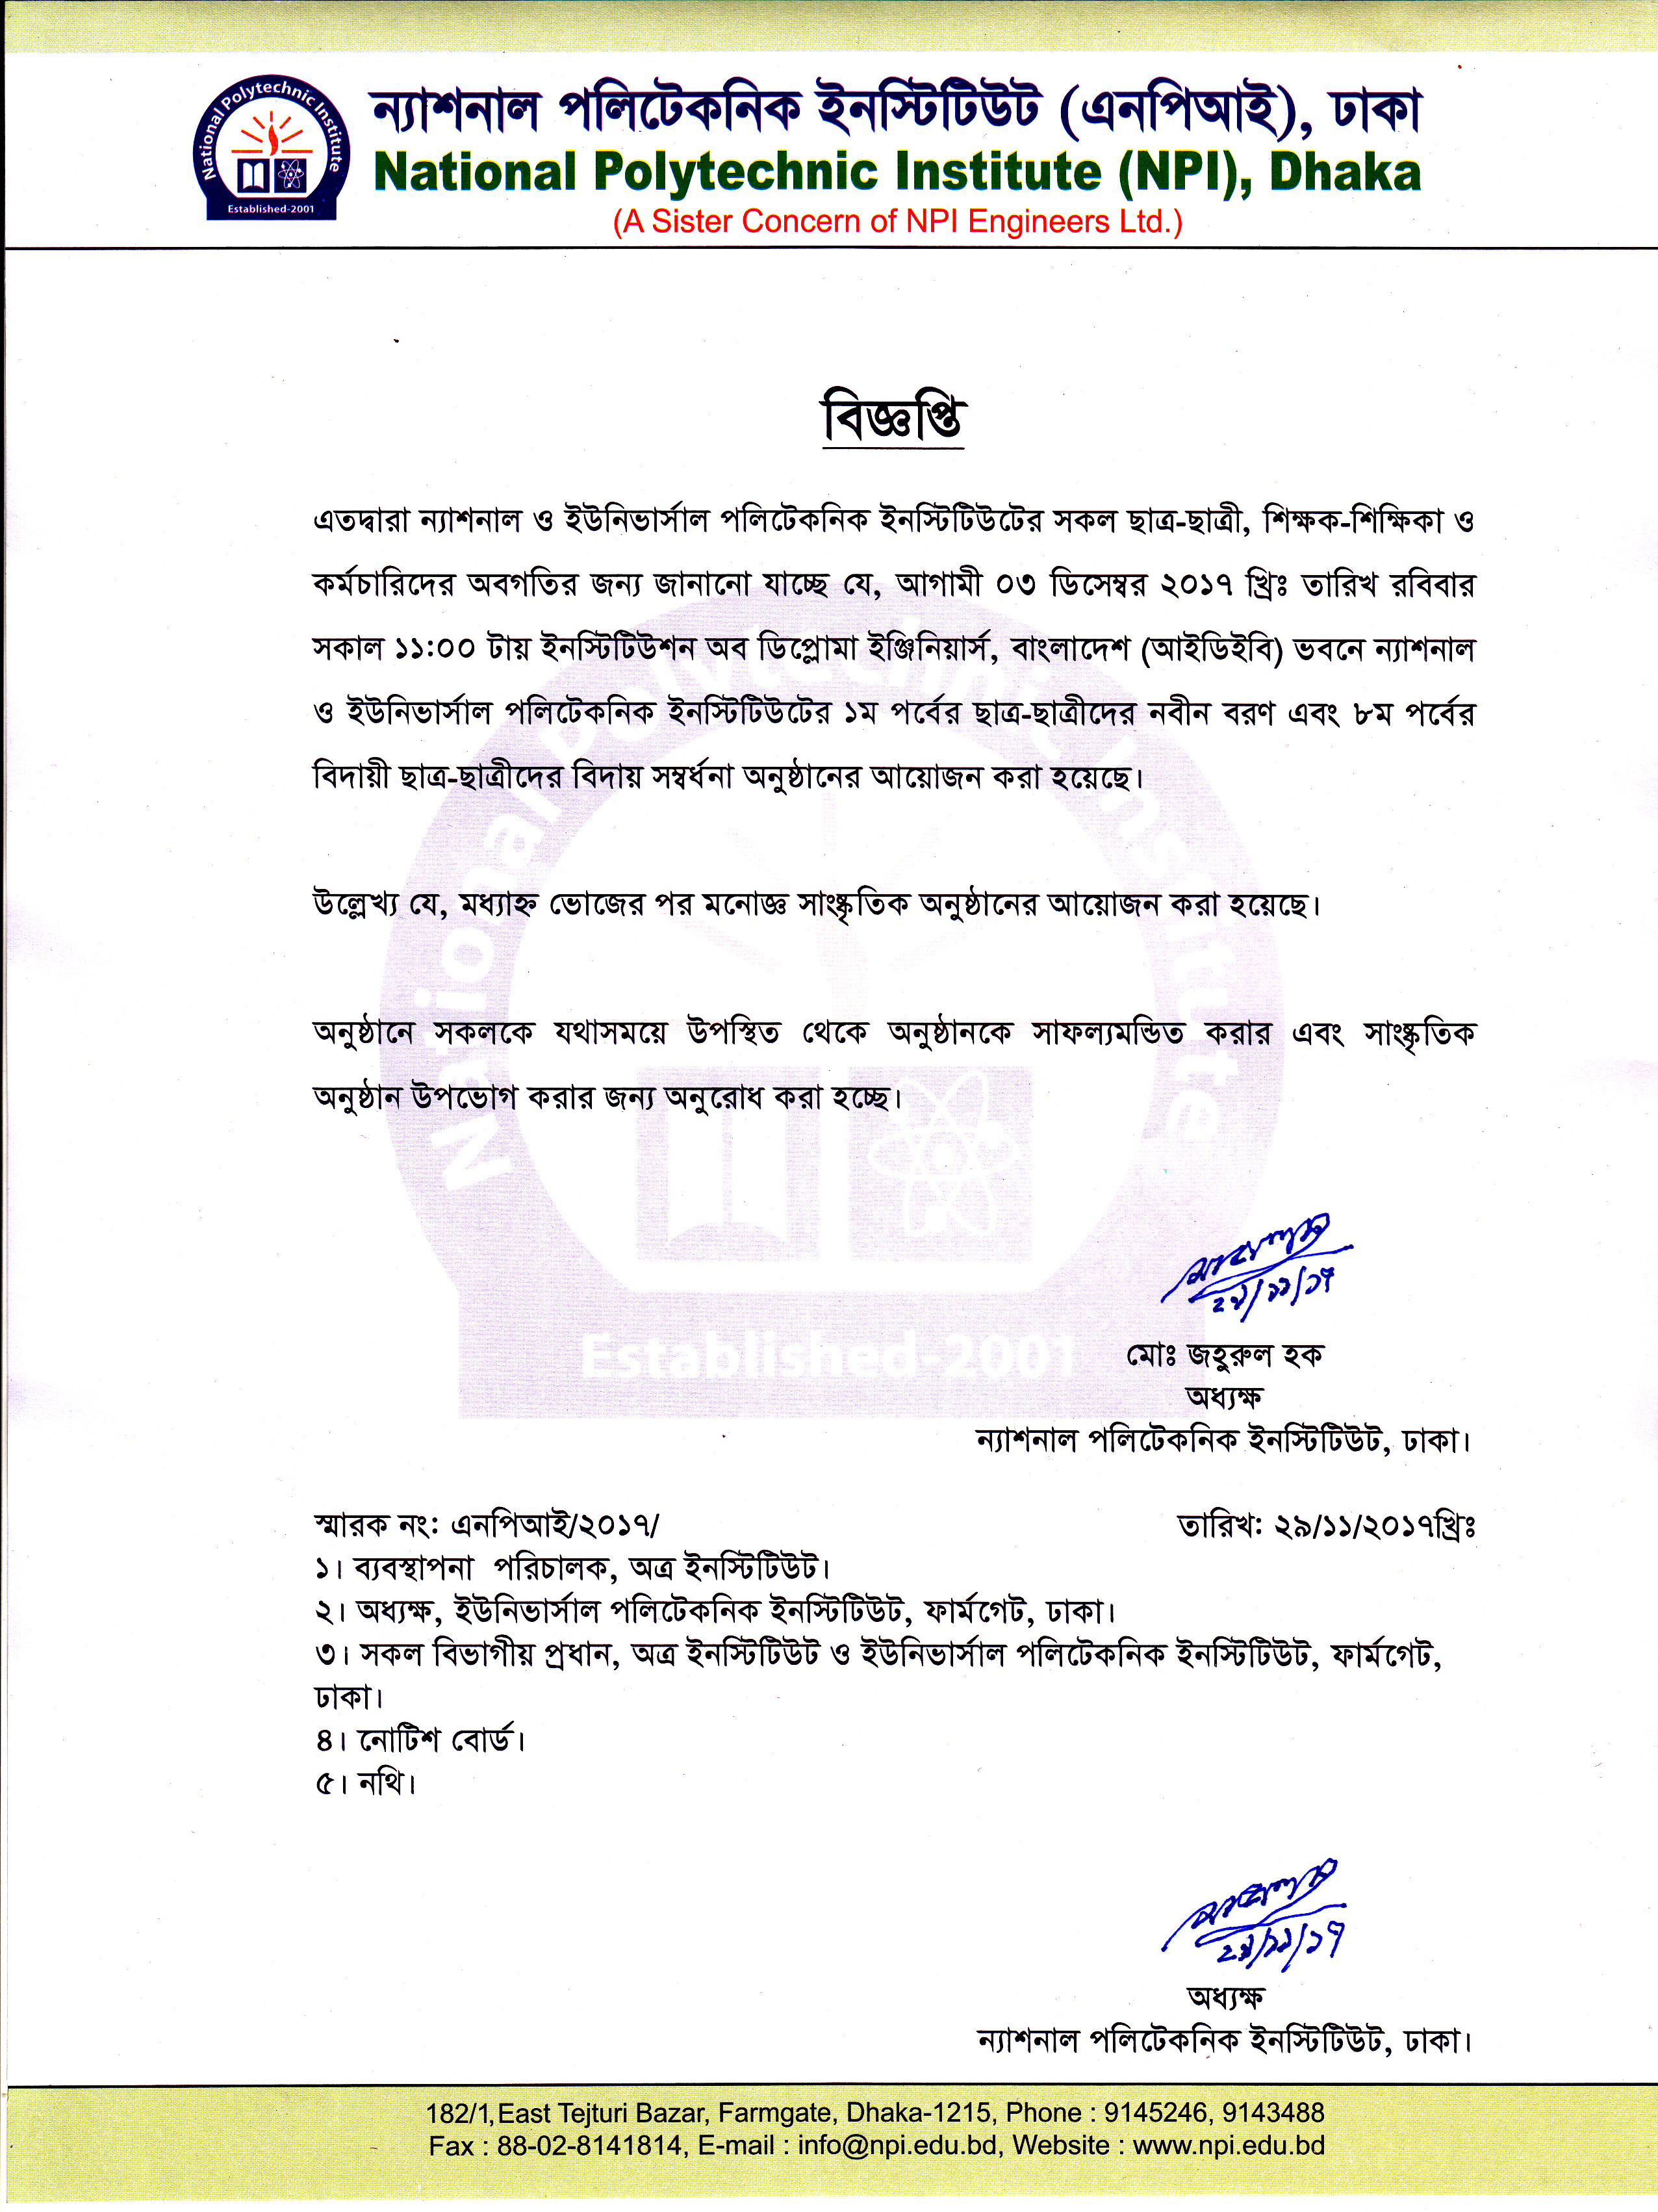 National Polytechnic Institute
Established-2001
ন্যাশনাল পলিটেকনিক ইনস্টিটিউট (এনপিআই), ঢাকা
National Polytechnic Institute (NPI), Dhaka
(A Sister Concern of NPI Engineers Ltd.)
বিজ্ঞপ্তি
এতদ্বারা ন্যাশনাল ও ইউনিভার্সাল পলিটেকনিক ইনস্টিটিউটের সকল ছাত্র-ছাত্রী, শিক্ষক-শিক্ষিকা ও
কর্মচারিদের অবগতির জন্য জানানো যাচ্ছে যে, আগামী ০৩ ডিসেম্বর ২০১৭ খ্রিঃ তারিখ রবিবার
সকাল ১১:০০ টায় ইনস্টিটিউশন অব ডিপ্লোমা ইঞ্জিনিয়ার্স, বাংলাদেশ (আইডিইবি) ভবনে ন্যাশনাল
ও ইউনিভার্সাল পলিটেকনিক ইনস্টিটিউটের ১ম পর্বের ছাত্র-ছাত্রীদের নবীন বরণ এবং ৮ম পর্বের
বিদায়ী ছাত্র-ছাত্রীদের বিদায় সম্বর্ধনা অনুষ্ঠানের আয়োজন করা হয়েছে।
উল্লেখ্য যে, মধ্যাহ্ন ভোজের পর মনোজ্ঞ সাংষ্কৃতিক অনুষ্ঠানের আয়োজন করা হয়েছে।
অনুষ্ঠানে সকলকে যথাসময়ে উপস্থিত থেকে অনুষ্ঠানকে সাফল্যমন্ডিত করার এবং সাংষ্কৃতিক
অনুষ্ঠান উপভোগ করার জন্য অনুরোধ করা হচ্ছে।
National Polytechnic Institute
Established-2001
২৯/১১/১৭
মোঃ জহুরুল হক
অধ্যক্ষ
ন্যাশনাল পলিটেকনিক ইনস্টিটিউট, ঢাকা।
স্মারক নং: এনপিআই/২০১৭/ তারিখ: ২৯/১১/২০১৭খ্রিঃ
১। ব্যবস্থাপনা পরিচালক, অত্র ইনস্টিটিউট।
২। অধ্যক্ষ, ইউনিভার্সাল পলিটেকনিক ইনস্টিটিউট, ফার্মগেট, ঢাকা।
৩। সকল বিভাগীয় প্রধান, অত্র ইনস্টিটিউট ও ইউনিভার্সাল পলিটেকনিক ইনস্টিটিউট, ফার্মগেট,
ঢাকা।
৪। নোটিশ বোর্ড।
৫। নথি।
২৯/১১/১৭
অধ্যক্ষ
ন্যাশনাল পলিটেকনিক ইনস্টিটিউট, ঢাকা।
182/1,East Tejturi Bazar, Farmgate, Dhaka-1215, Phone : 9145246, 9143488
Fax : 88-02-8141814, E-mail : info@npi.edu.bd, Website : www.npi.edu.bd